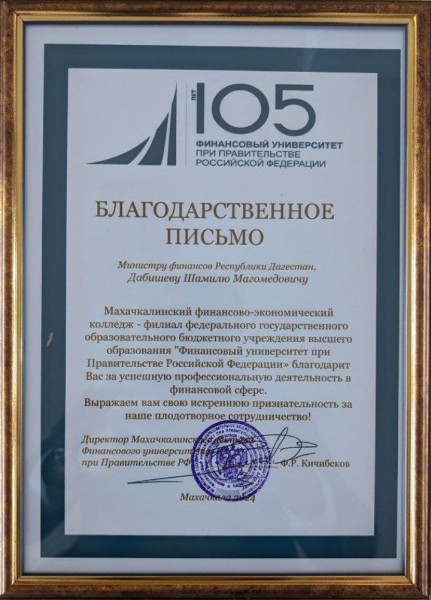 ЛЕТ
105
ФИНАНСОВЫЙ УНИВЕРСИТЕТ
ПРИ ПРАВИТЕЛЬСТВЕ
РОССИЙСКОЙ ФЕДЕРАЦИИ
БЛАГОДАРСТВЕННОЕ
ПИСЬМО
Министру финансов Республики Дагестан,
Дабишеву Шамилю Магомедовичу
Махачкалинский финансово-экономический
колледж - филиал федерального государственного
образовательного бюджетного учреждения высшего
образования "Финансовый университет при
Правительстве Российской Федерации» благодарит
Вас за успешную профессиональную деятельность в
финансовой сфере.
Выражаем вам свою искреннюю признательность за
наше плодотворное сотрудничество!
Директор Махачкалинского филиала
Финансового университета
при Правительстве РФ Ф.Р. Кичибеков
Махачкала 2024